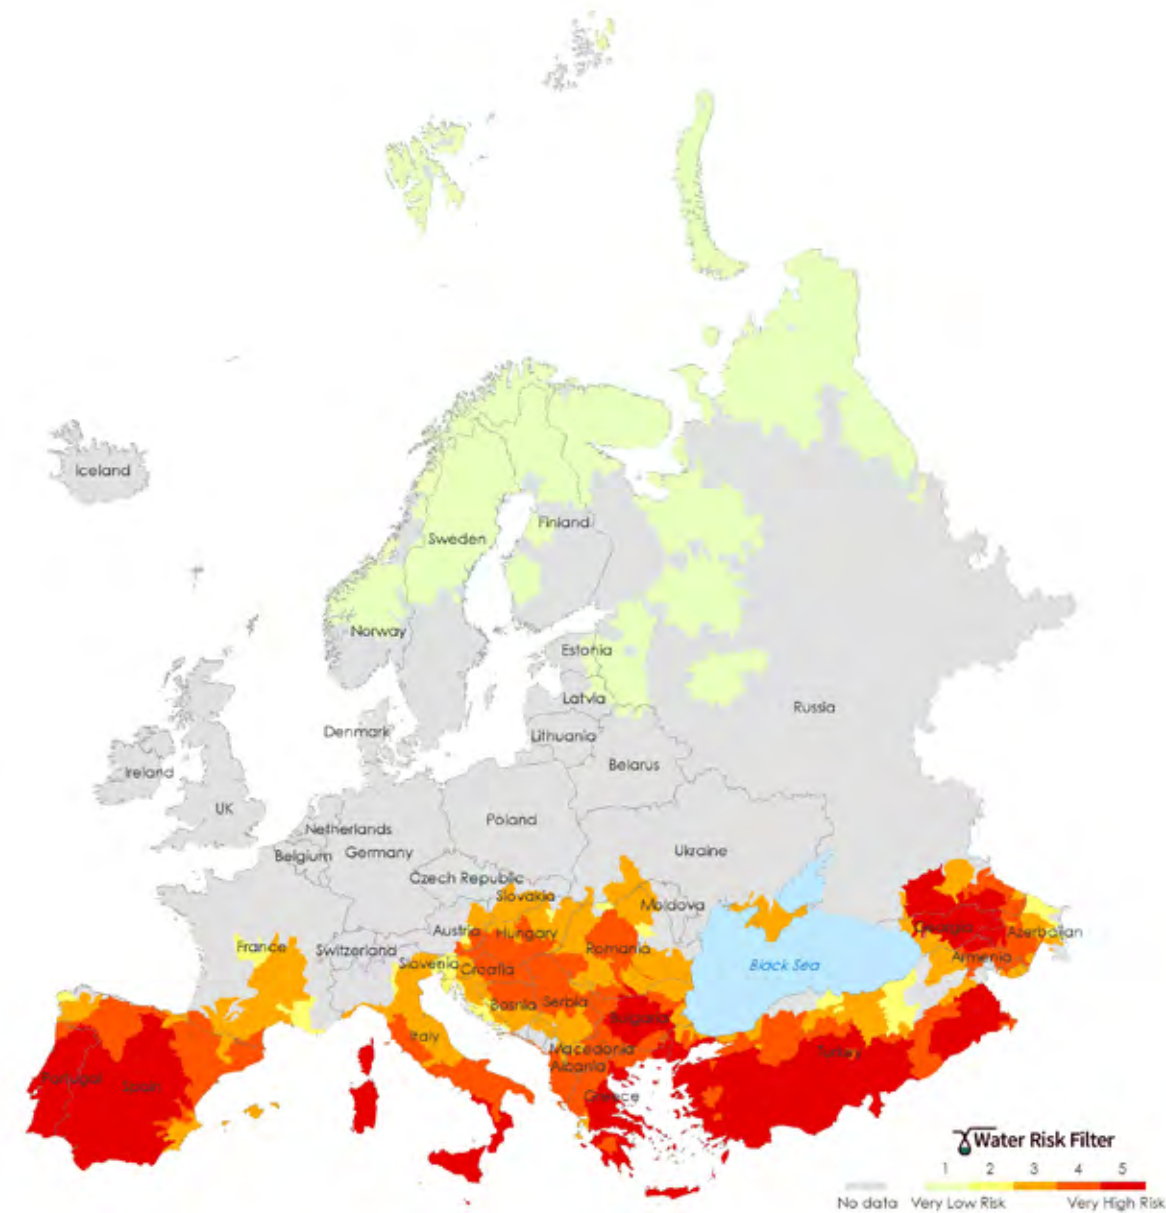 Iceland
Finland
Sweden
Norway
Estonia
Latvia
Russia
Denmark
Lithuania
Belarus
Ireland
UK
Poland
Netherlands
Belgium
Germany
Ukraine
Czech Republic
Slovakia
Moldova
Austria
Hungary
France
Switzerland
Romania
Georgia
Azerbaijan
Slovenia
Croatia
Black Sea
Armenia
Bosnia
Serbia
Bulgaria
Italy
Macedonia
Turkey
Albania
Portugal
Spain
Greece
Water Risk Filter
1 2 3 4 5
No data Very Low Risk Very High Risk